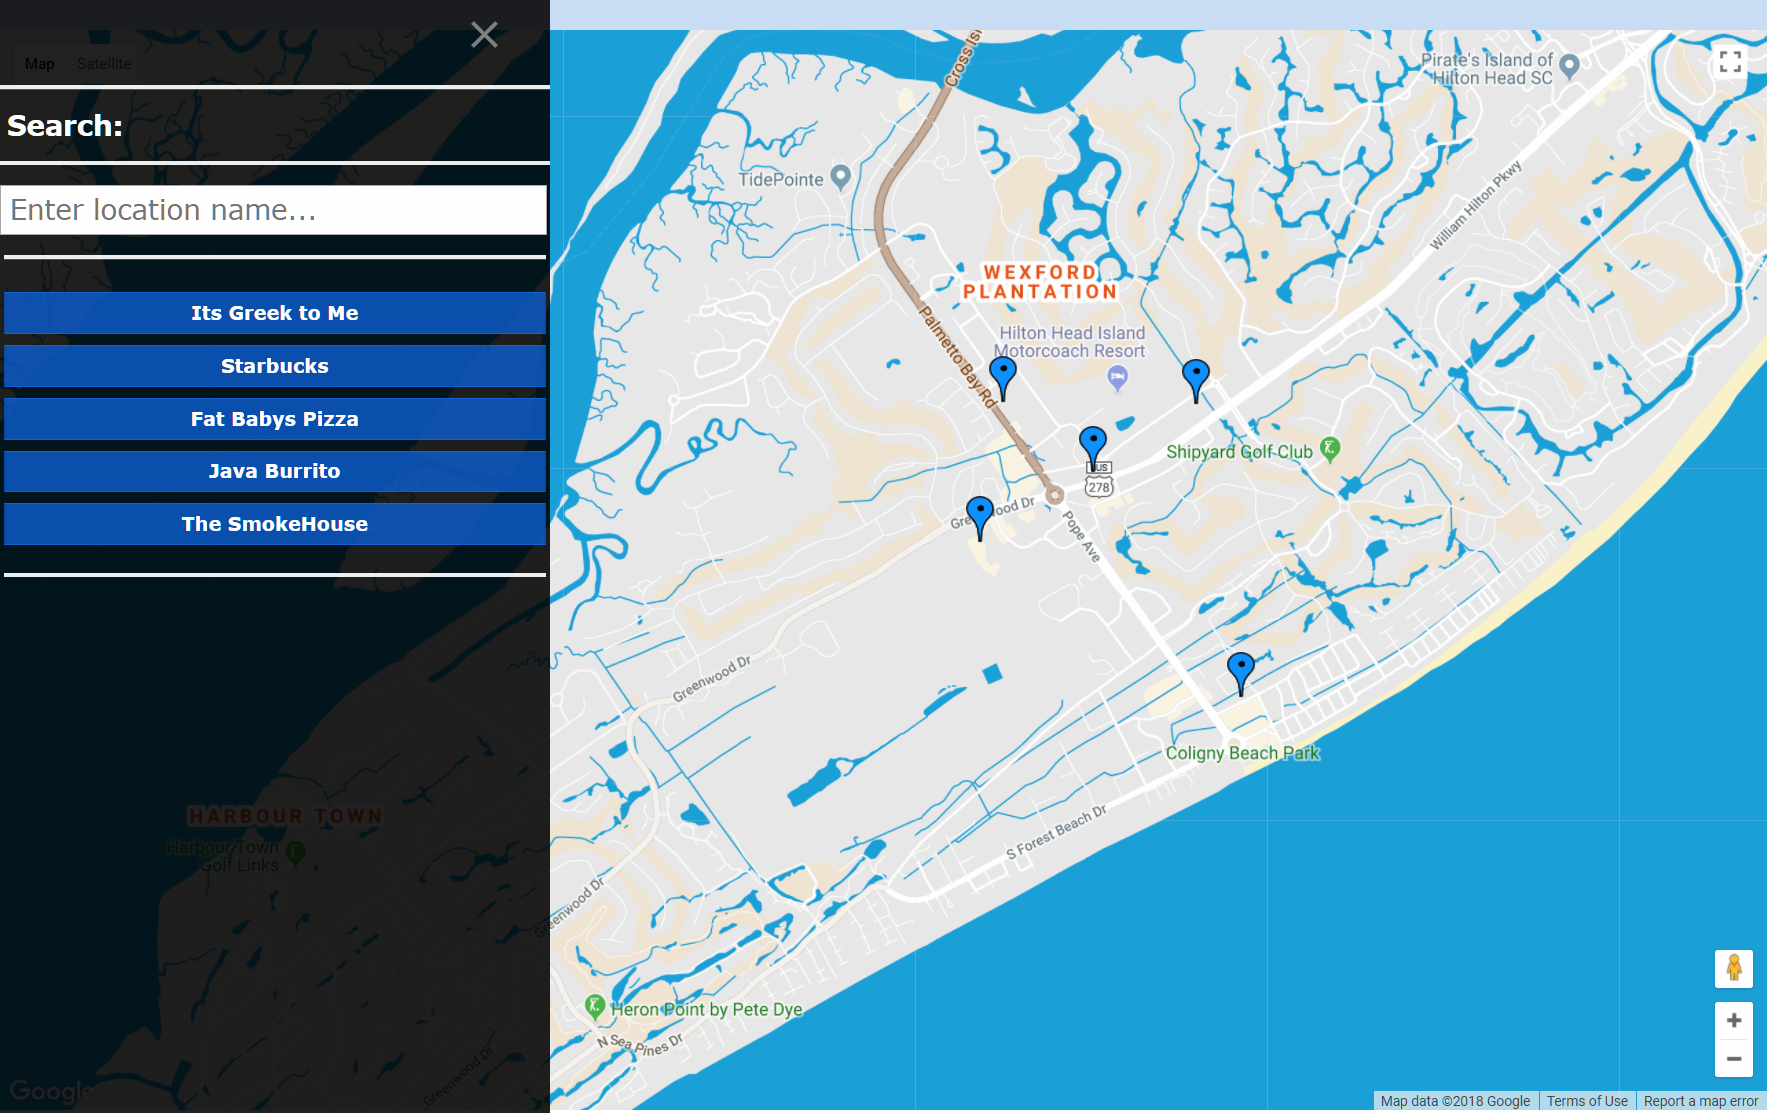 Map
Satellite
Search:
Enter location name...
Its Greek to Me
Starbucks
Fat Babys Pizza
Java Burrito
The SmokeHouse
HARBOUR TOWN
Harbour Town
Golf Links
Google
Greenwood Dr
Cross Isl
Pirate's Island of
Hilton Head SC
TidePointe
William Hilton Pkwy
WEXFORD
PLANTATION
Palmetto Bay Rd
Hilton Head Island
Motorcoach Resort
Shipyard Golf Club
BUS
278
Greenwood Dr
Pope Ave
Greenwood Dr
Coligny Beach Park
S Forest Beach Dr
Greenwood Dr
Heron Point by Pete Dye
N Sea Pines Dr
Map data ©2018 Google
Terms of Use
Report a map error